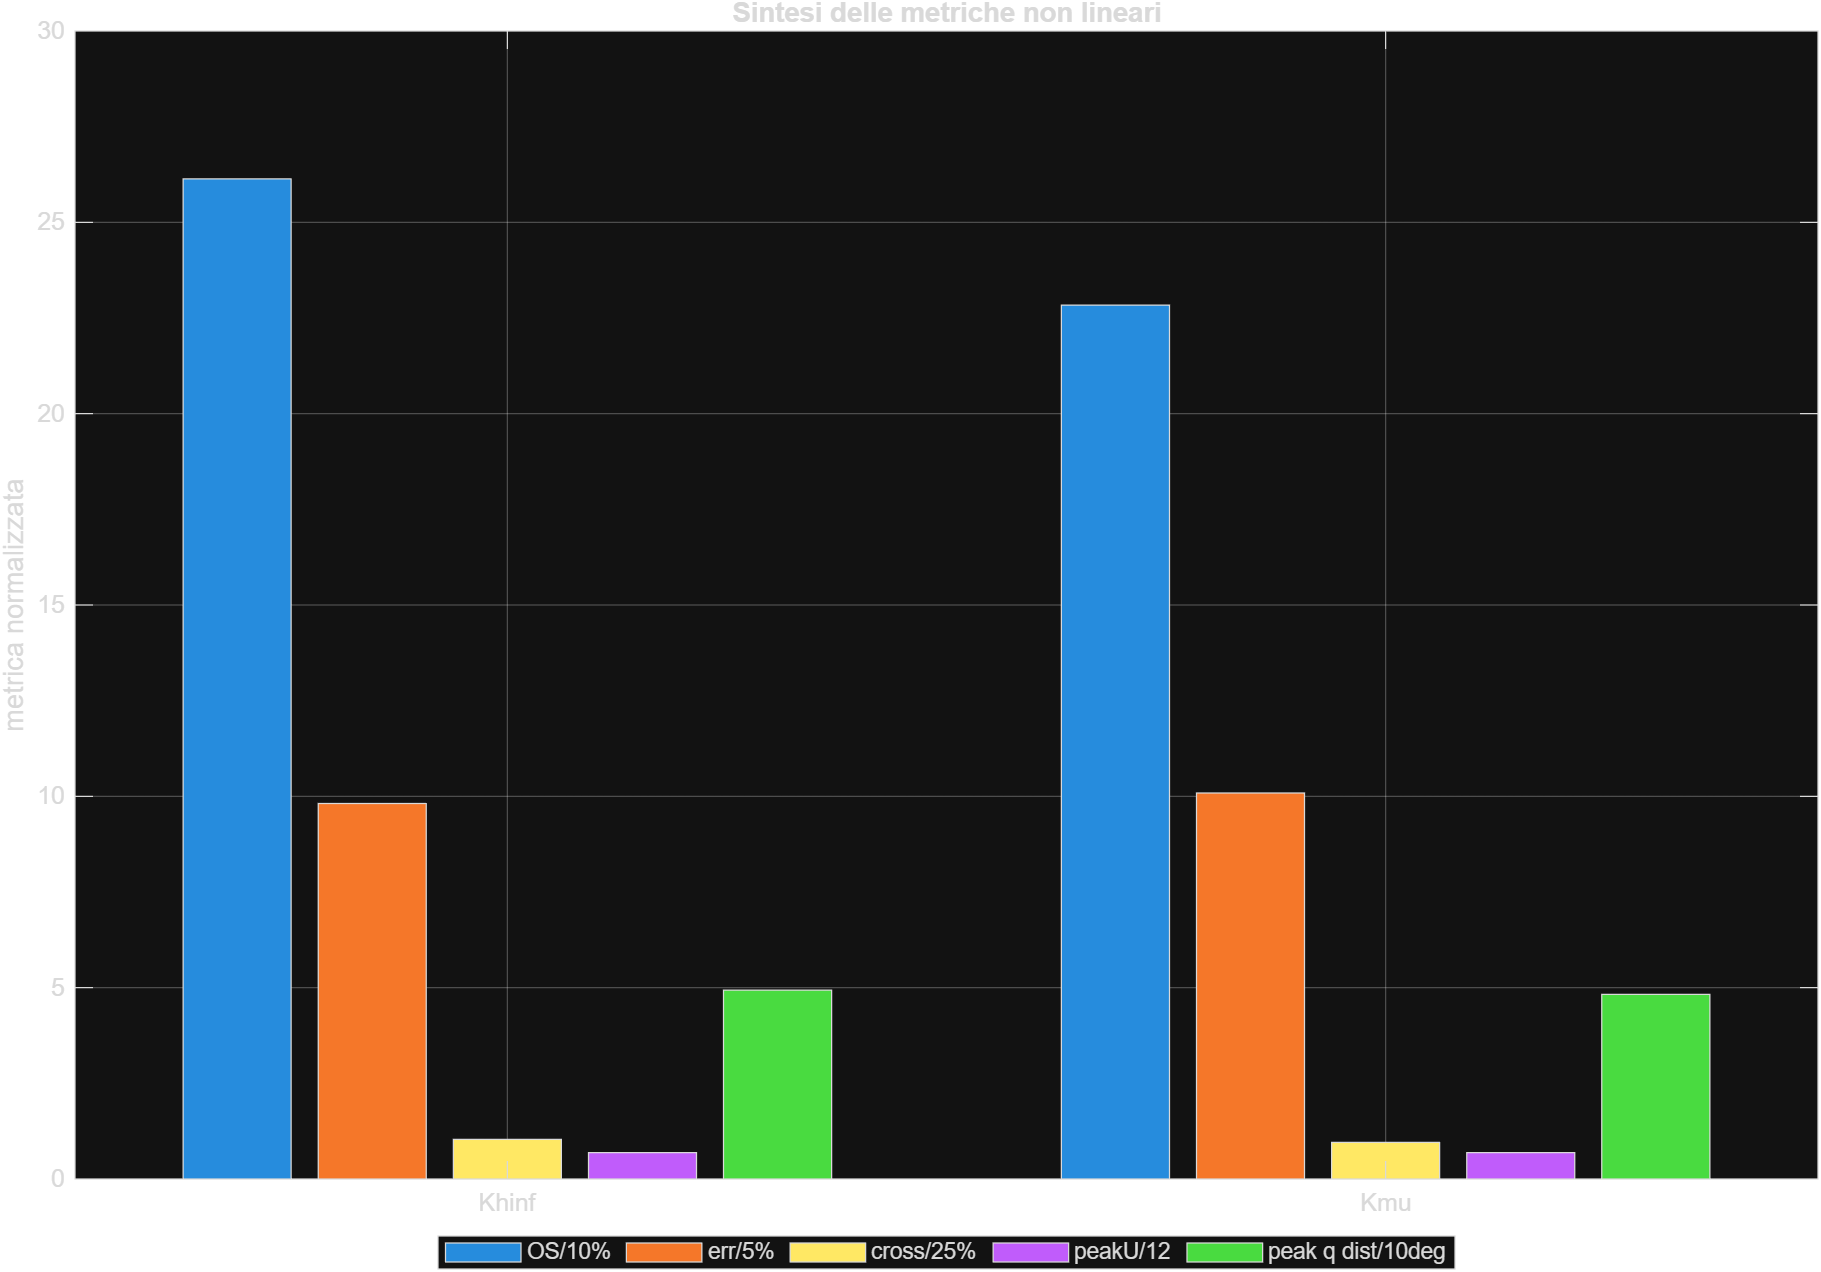 Sintesi delle metriche non lineari
30
25
20
15
10
5
0
metrica normalizzata
Khinf Kmu
OS/10% err/5% cross/25% peakU/12 peak q dist/10deg